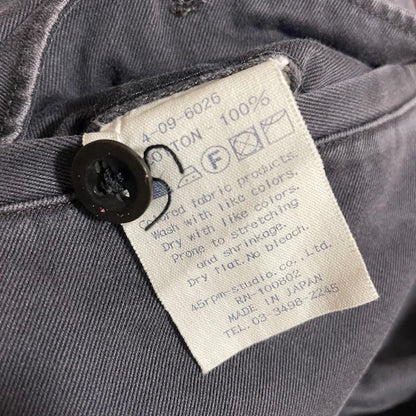 4-09-6026
COTTON - 100%
F
Colored fabric products.
Wash with like colors.
Dry with like colors.
Prone to stretching
and shrinkage.
Dry flat. No bleach.
45rpm-studio.co.,Ltd.
RN-100802
MADE IN JAPAN
TEL.03-3498-2245